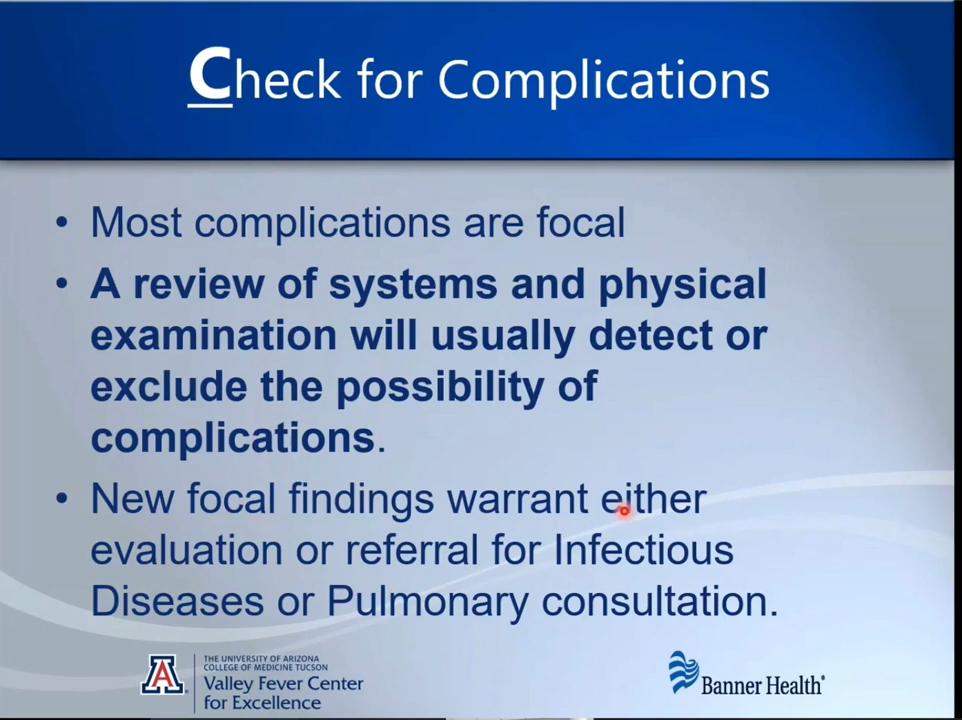 Check for Complications
• Most complications are focal
• A review of systems and physical
examination will usually detect or
exclude the possibility of
complications.
• New focal findings warrant either
evaluation or referral for Infectious
Diseases or Pulmonary consultation.
THE UNIVERSITY OF ARIZONA
COLLEGE OF MEDICINE TUCSON
Valley Fever Center
for Excellence
A
Banner Health